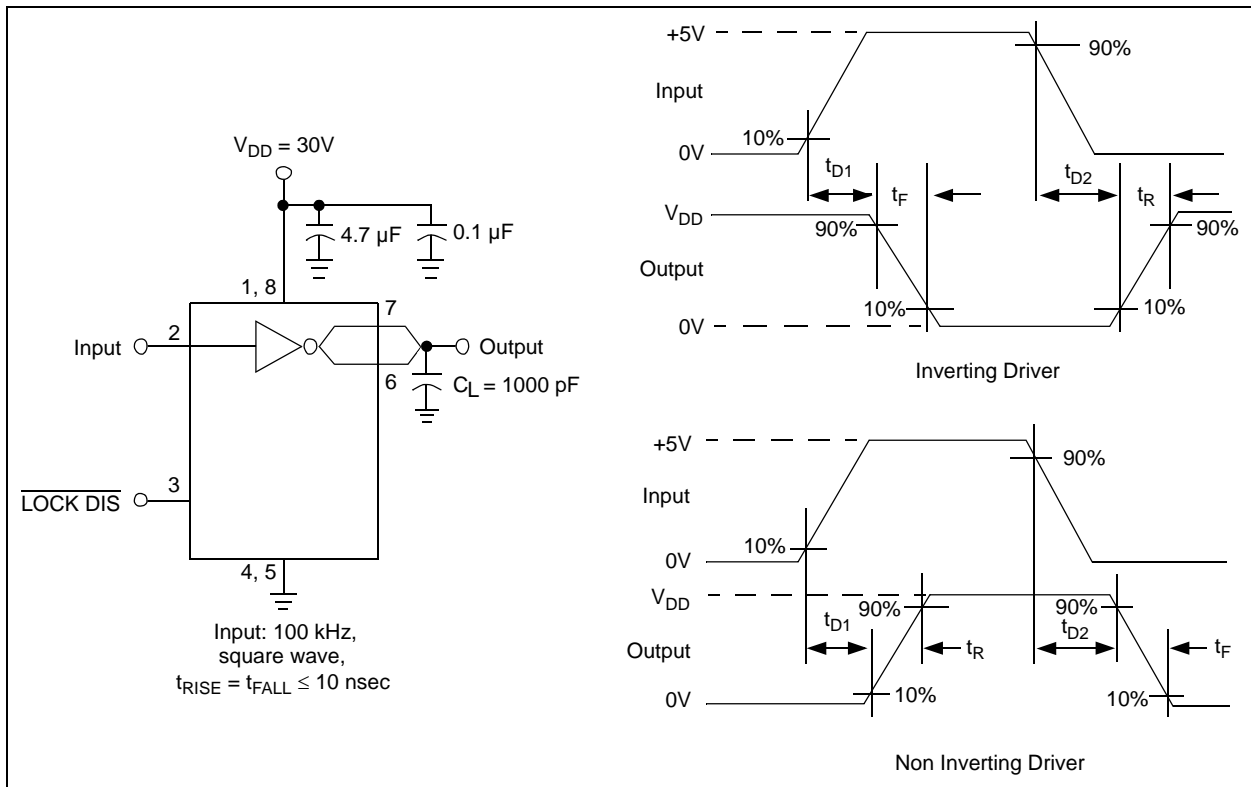 V_DD = 30V
4.7 µF
0.1 µF
1, 8
7
2
Input
Output
6
C_L = 1000 pF
LOCK DIS
3
4, 5
Input: 100 kHz,
square wave,
t_RISE = t_FALL ≤ 10 nsec
+5V
90%
Input
10%
0V
t_D1
t_F
t_D2
t_R
V_DD
90%
90%
Output
10%
10%
0V
Inverting Driver
+5V
90%
Input
10%
0V
V_DD
90%
90%
t_D1
t_R
t_D2
t_F
Output
10%
10%
0V
Non Inverting Driver